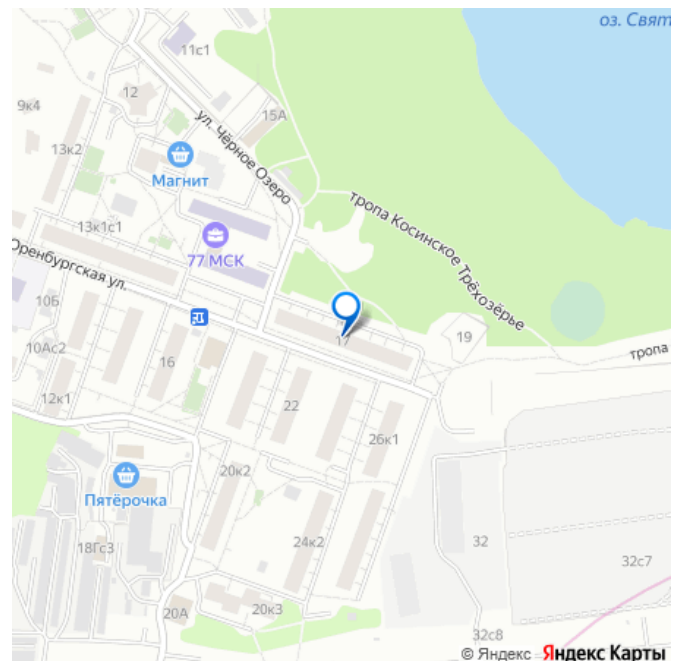 оз. Свят
11с1
12
9к4
15А
ул. Чёрное Озеро
13к2
Магнит
тропа Косинское Трёхозёрье
13к1с1
77 МСК
Оренбургская ул.
10Б
17
19
10Ас2
16
тропа
12к1
22
26к1
20к2
Пятёрочка
18Гс3
24к2
32
32с7
20А
20к3
32с8
© Яндекс Яндекс Карты